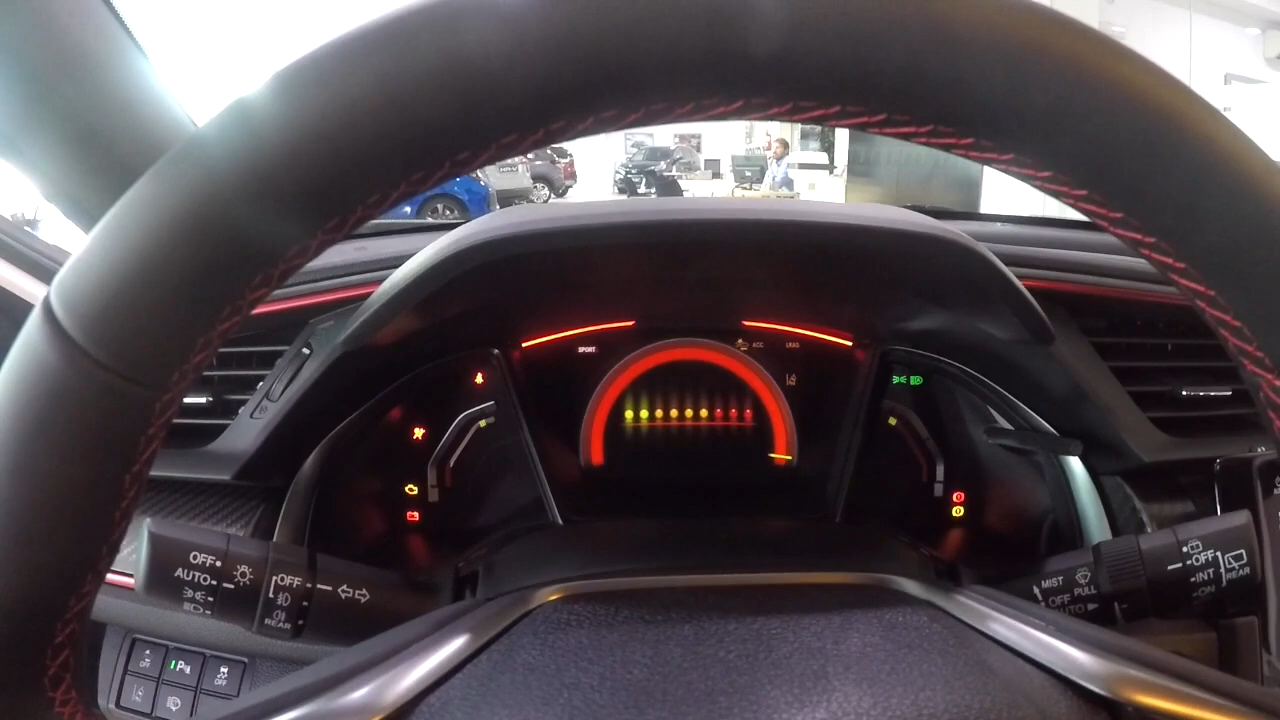 SPORT
ACC
LKAS
OFF
AUTO
OFF
REAR
MIST
OFF
AUTO
PULL
OFF
INT
ON
REAR
OFF
P
OFF